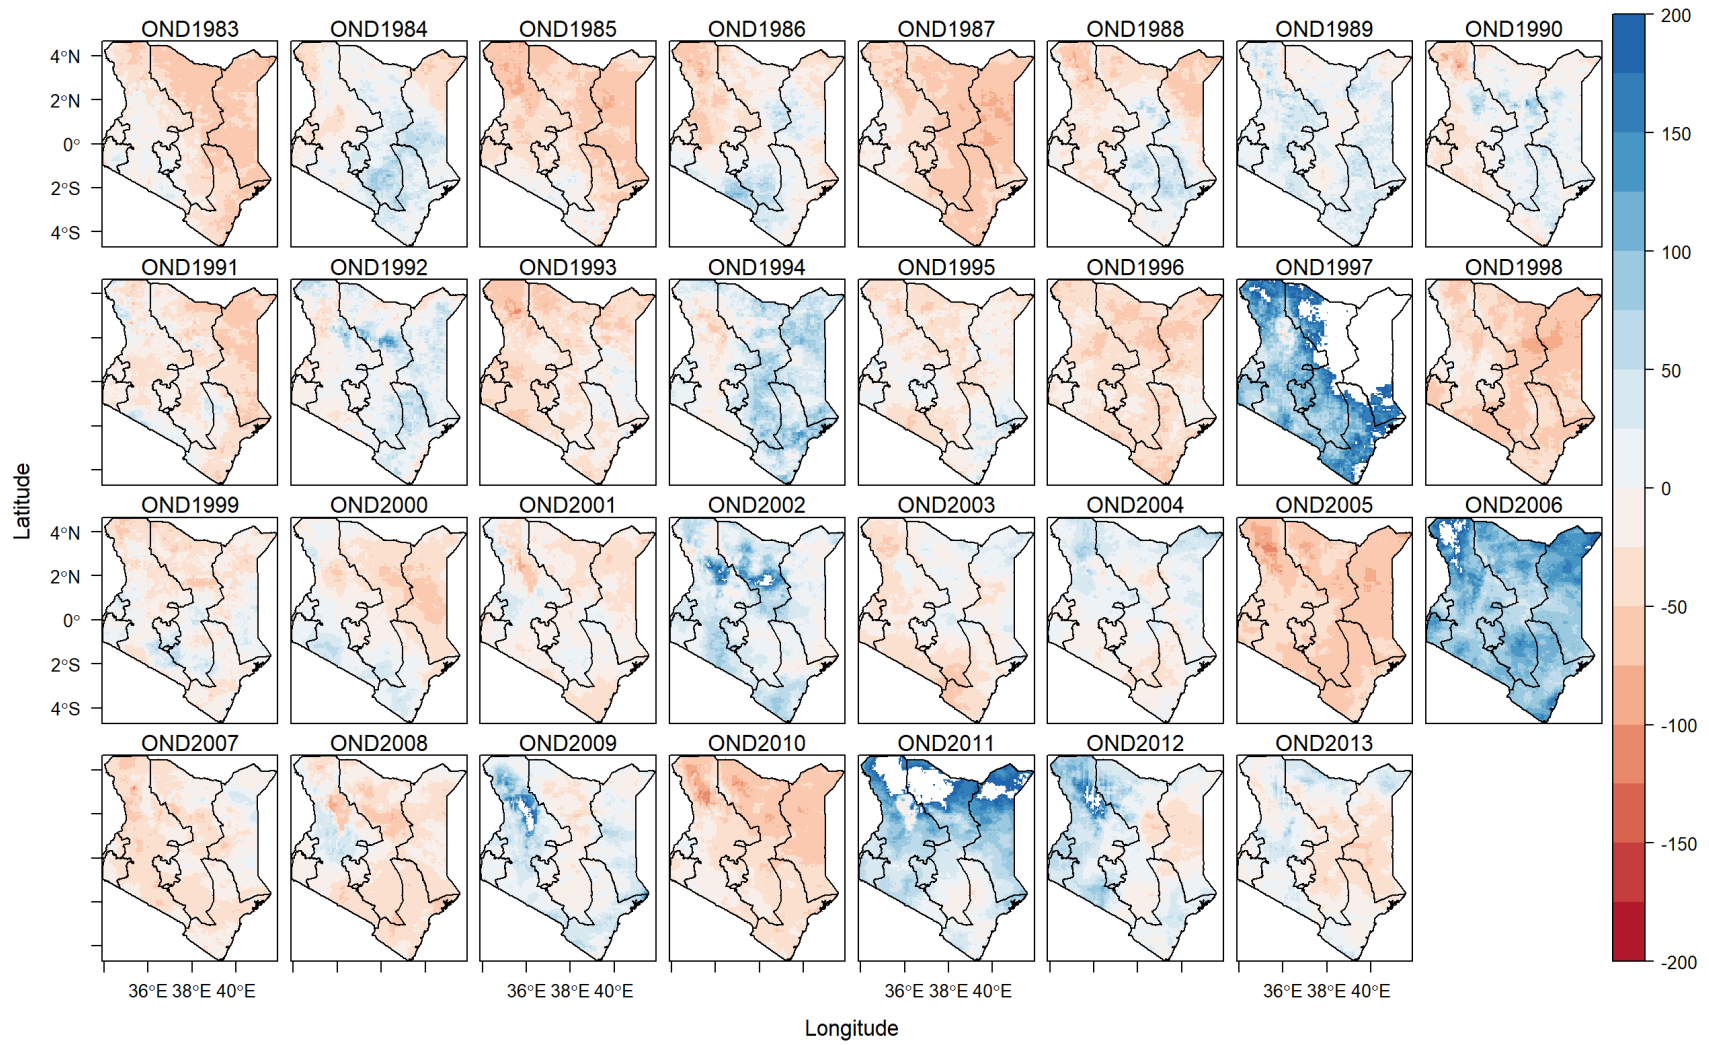 OND1983 OND1984 OND1985 OND1986 OND1987 OND1988 OND1989 OND1990
4°N
2°N
0°
2°S
4°S
OND1991 OND1992 OND1993 OND1994 OND1995 OND1996 OND1997 OND1998
OND1999 OND2000 OND2001 OND2002 OND2003 OND2004 OND2005 OND2006
4°N
2°N
0°
2°S
4°S
OND2007 OND2008 OND2009 OND2010 OND2011 OND2012 OND2013
36°E 38°E 40°E 36°E 38°E 40°E 36°E 38°E 40°E 36°E 38°E 40°E
Longitude
Latitude
200
150
100
50
0
-50
-100
-150
-200